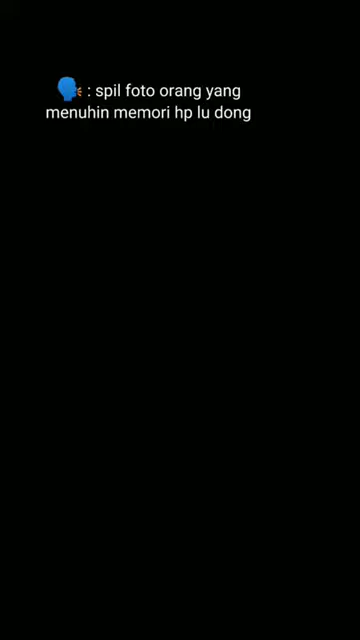 🗣️ : spil foto orang yang
menuhin memori hp lu dong